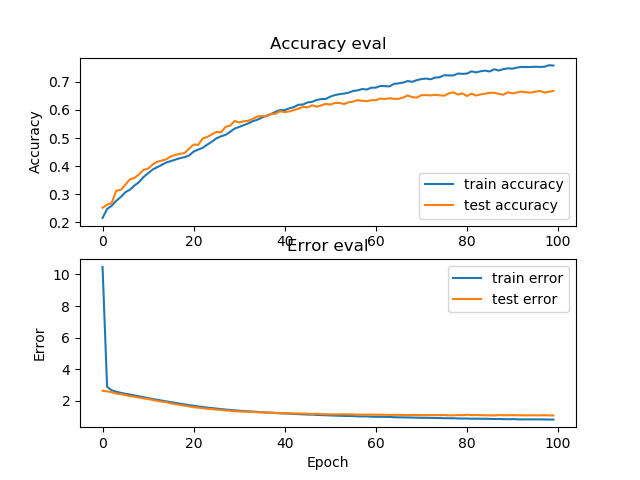 Accuracy eval
Accuracy
0.7
0.6
0.5
0.4
0.3
0.2
train accuracy
test accuracy
0 20 40 60 80 100
Error eval
Error
10
8
6
4
2
train error
test error
0 20 40 60 80 100
Epoch